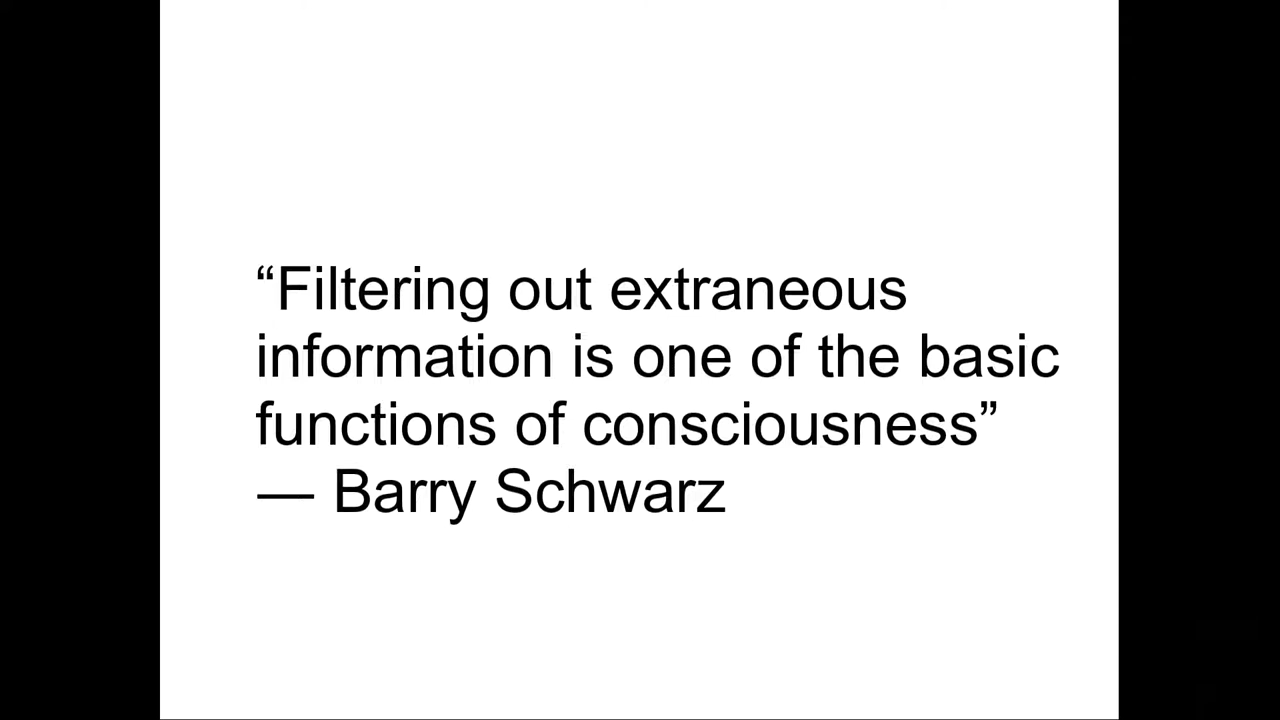 “Filtering out extraneous
information is one of the basic
functions of consciousness”
— Barry Schwarz